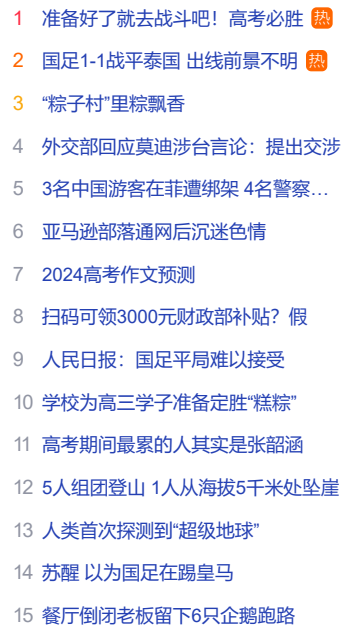 1 准备好了就去战斗吧！高考必胜 热
2 国足1-1战平泰国 出线前景不明 热
3 “粽子村”里粽飘香
4 外交部回应莫迪涉台言论：提出交涉
5 3名中国游客在菲遭绑架 4名警察...
6 亚马逊部落通网后沉迷色情
7 2024高考作文预测
8 扫码可领3000元财政部补贴？假
9 人民日报：国足平局难以接受
10 学校为高三学子准备定胜“糕粽”
11 高考期间最累的人其实是张韶涵
12 5人组团登山 1人从海拔5千米处坠崖
13 人类首次探测到“超级地球”
14 苏醒 以为国足在踢皇马
15 餐厅倒闭老板留下6只企鹅跑路